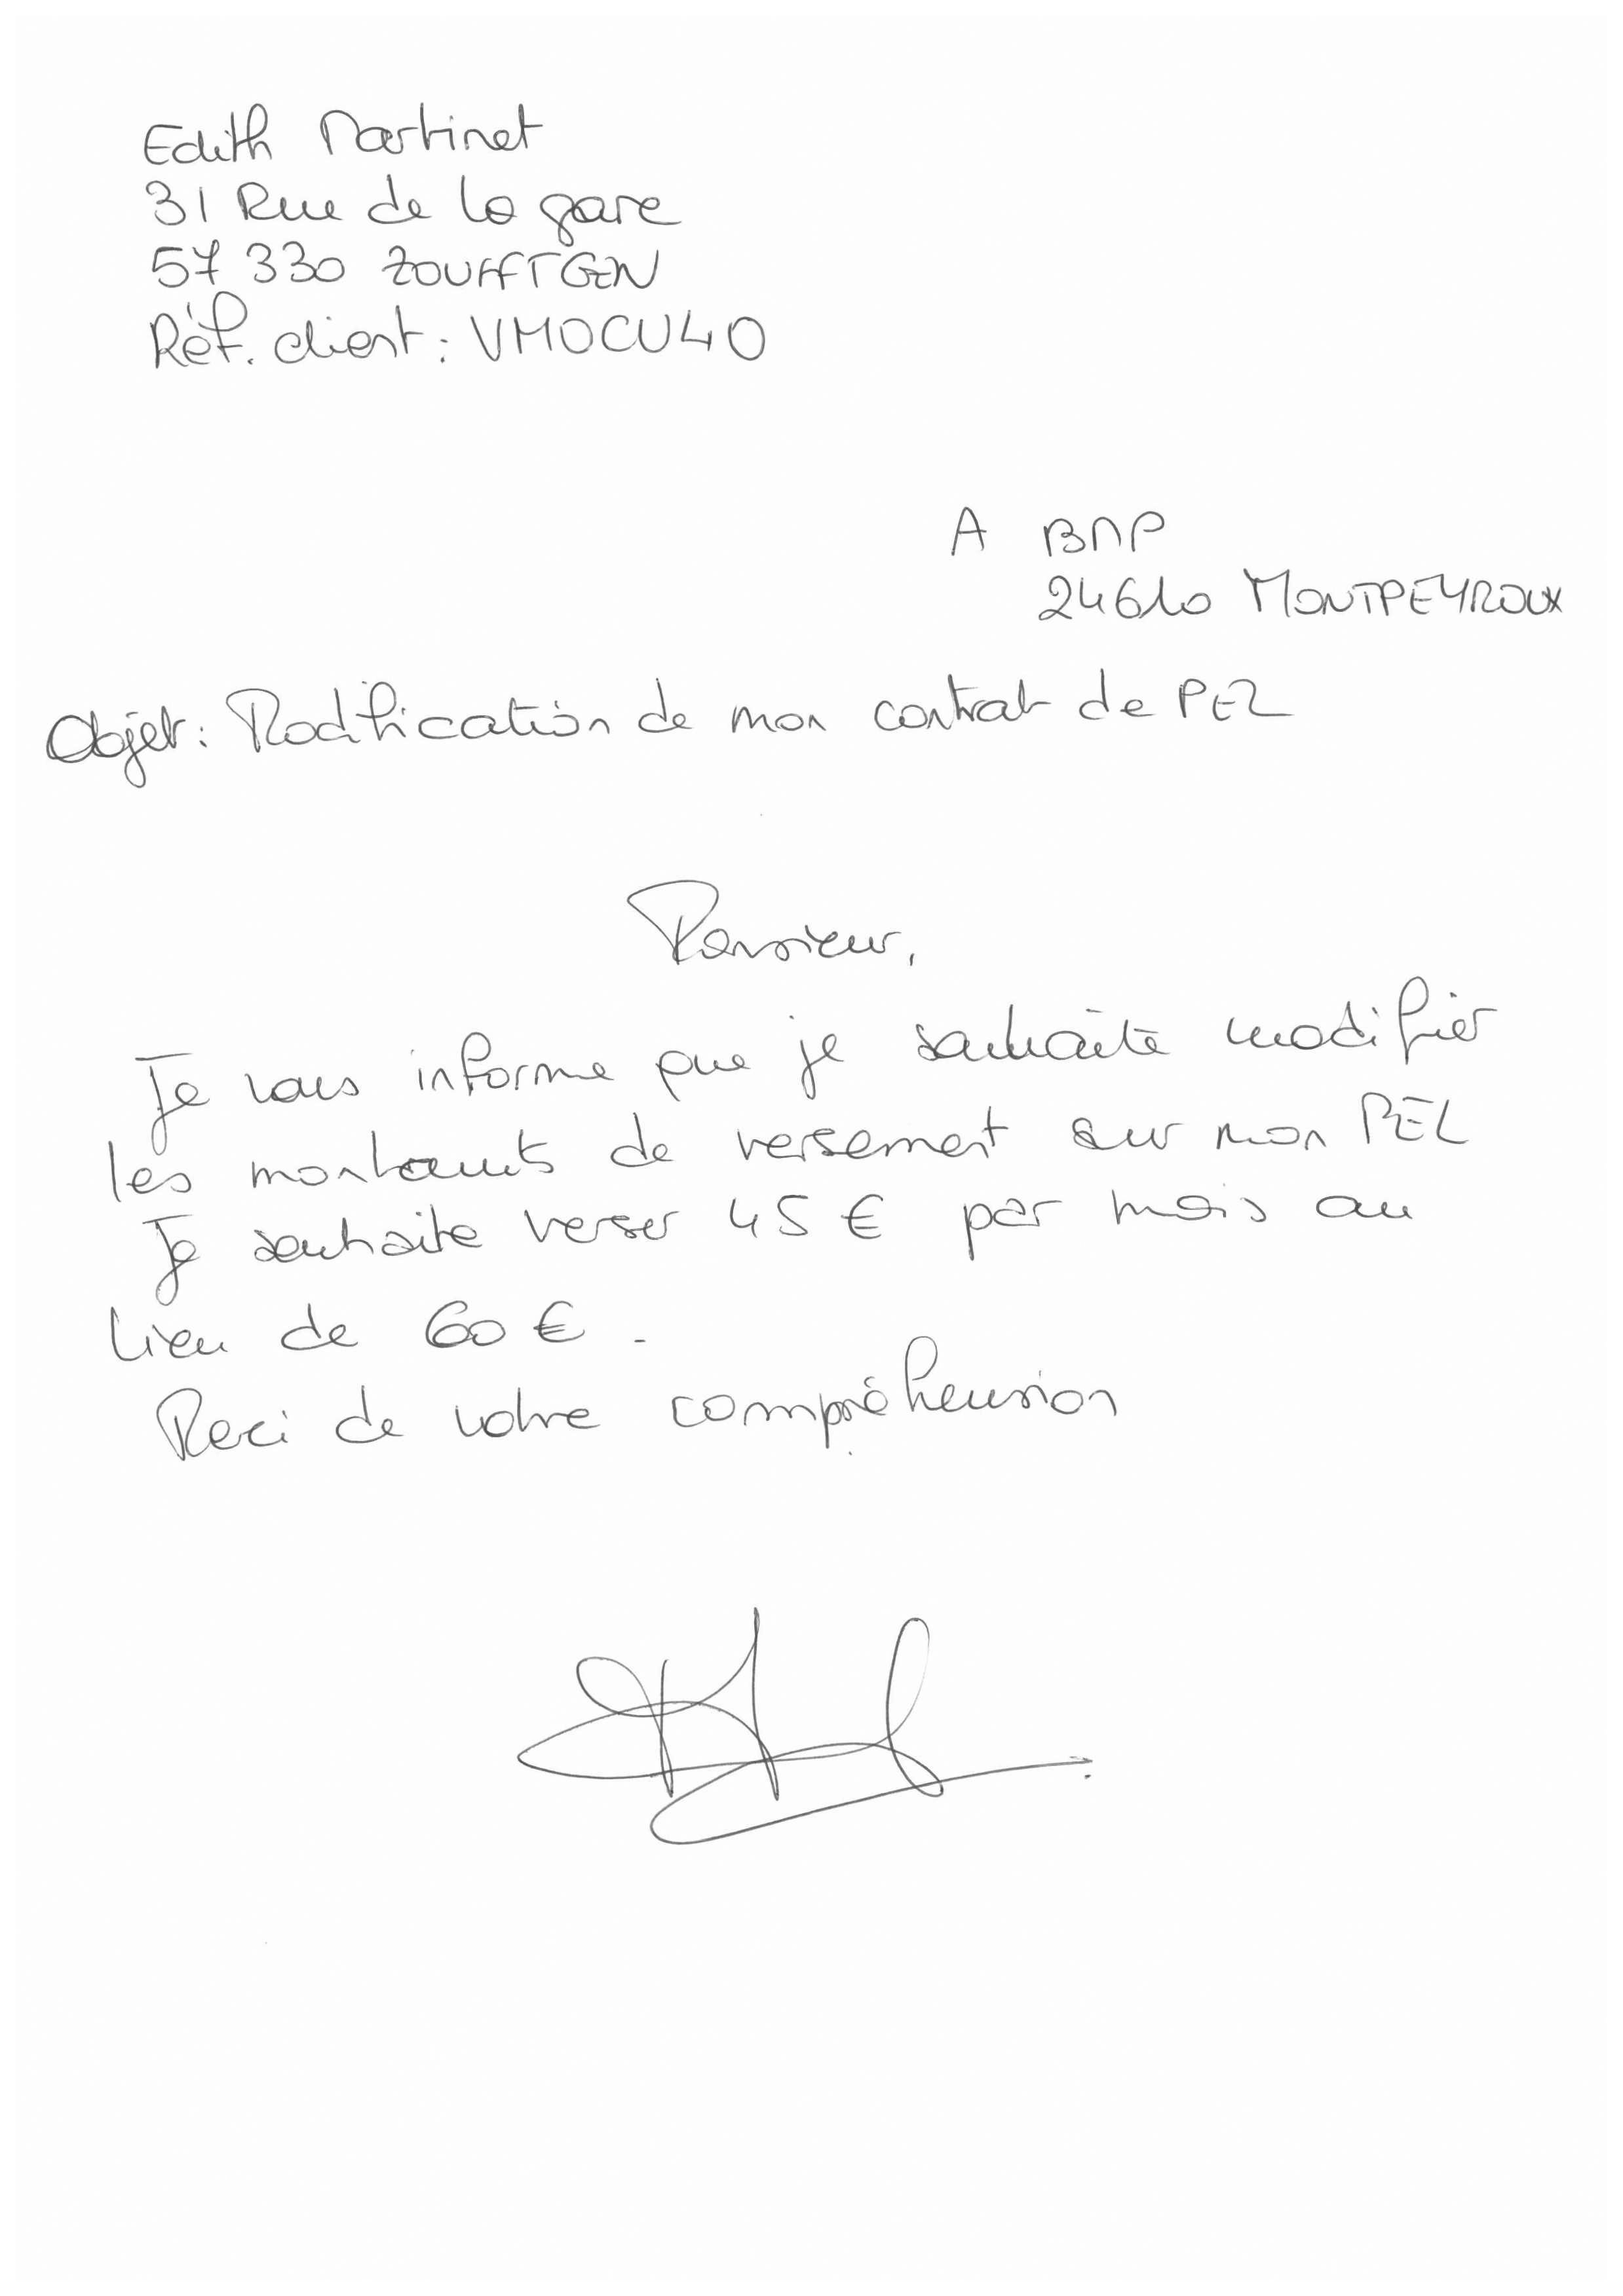 Edith Martinet
31 Rue de la gare
57 330 ZOUFFTGEN
Réf. client : VMOCU40
A BNP
24610 MONTPEYROUX
Objet : Modification de mon contrat de PEL
Monsieur,
Je vous informe que je souhaite modifier
les montants de versement sur mon PEL
Je souhaite verser 45 € par mois au
lieu de 60 € .
Merci de votre compréhension